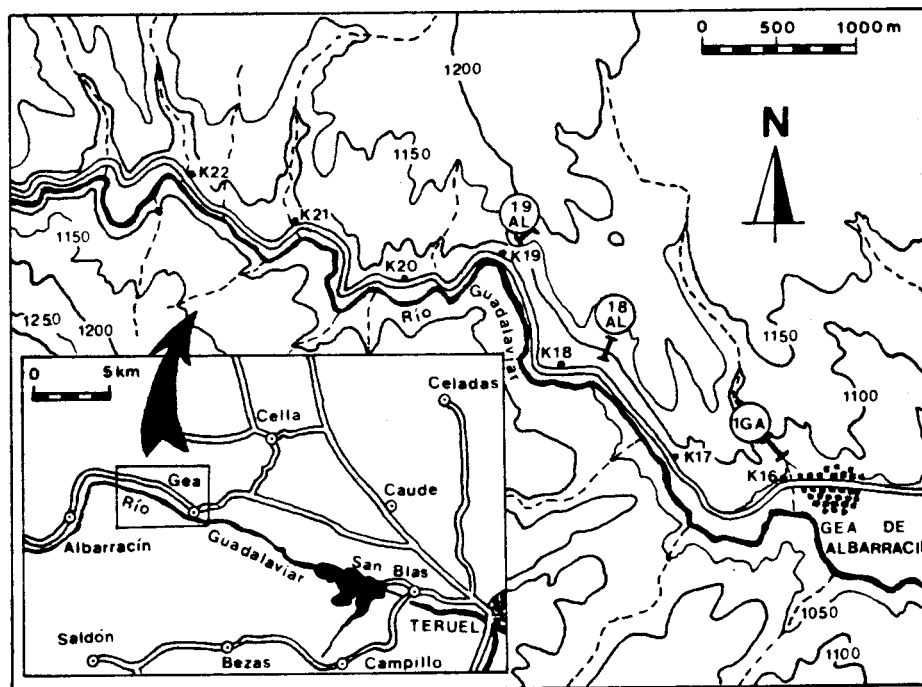 0 500 1000 m
1200
1150
N
K22
19
AL
K21
1150
K19
K20
Río
Guadalaviar
18
AL
1250
1200
K18
1150
1100
1GA
K17
K16
GEA DE
ALBARRACIN
1050
1100
0 5km
Celadas
Cella
Gea
Caude
Río
Albarracín
Guadalaviar
San Blas
TERUEL
Saldón
Bezas
Campillo